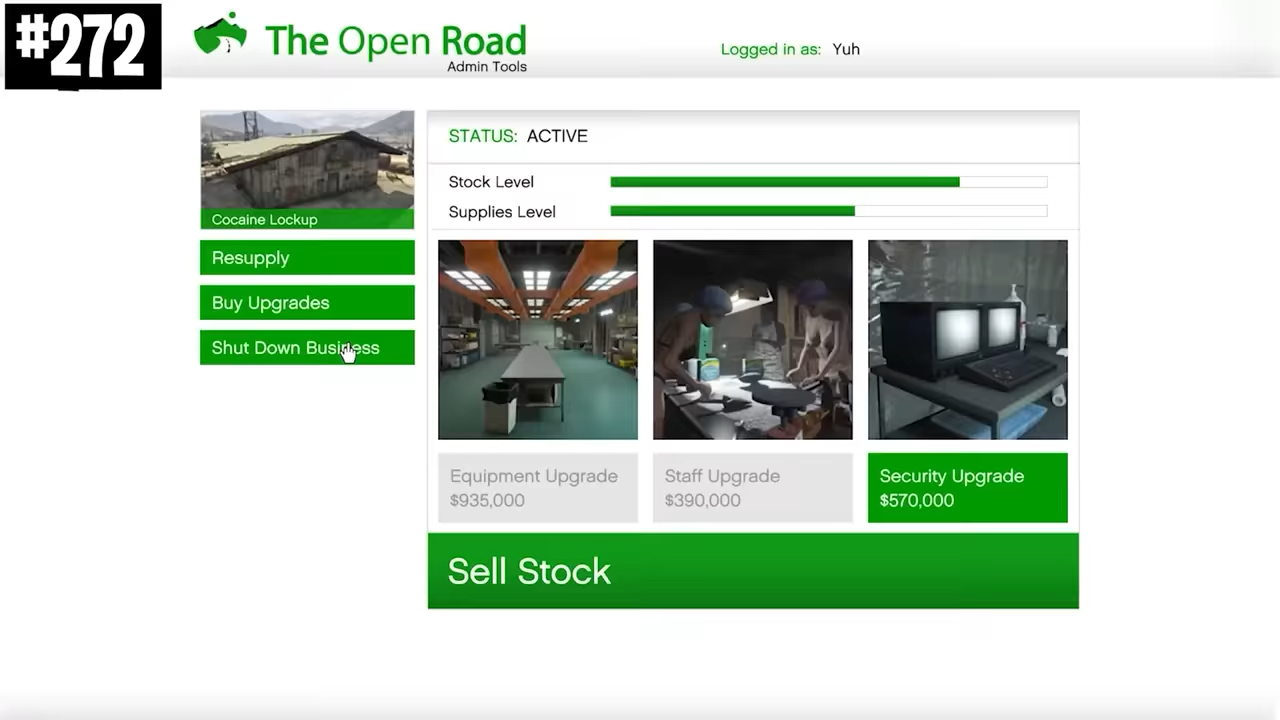 #272
The Open Road
Admin Tools
Logged in as: Yuh
Cocaine Lockup
Resupply
Buy Upgrades
Shut Down Business
STATUS: ACTIVE
Stock Level
Supplies Level
Equipment Upgrade
$935,000
Staff Upgrade
$390,000
Security Upgrade
$570,000
Sell Stock